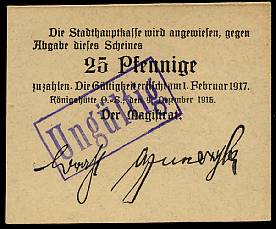 Die Stadthauptkasse wird angewiesen, gegen
Abgabe dieses Scheines
25 Pfennige
zuzahlen. Die Gültigkeit erlischt am 1. Februar 1917.
Königshütte O.-S., den 9. Dezember 1916.
Der Magistrat
Ungültig